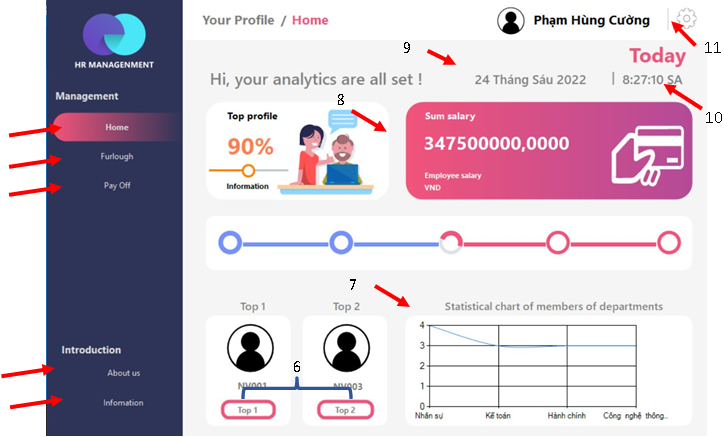 HR MANAGENMENT
Management
Home
Furlough
Pay Off
Introduction
About us
Infomation
Your Profile / Home
Phạm Hùng Cường
11
9
Today
Hi, your analytics are all set !
24 Tháng Sáu 2022 | 8:27:10 SA
10
8
Top profile
90%
Information
Sum salary
347500000,0000
Employee salary
VND
7
Top 1
Top 2
NV001
NV003
6
Top 1
Top 2
Statistical chart of members of departments
4
3
2
1
0
Nhân sự
Kế toán
Hành chính
Công nghệ thông...